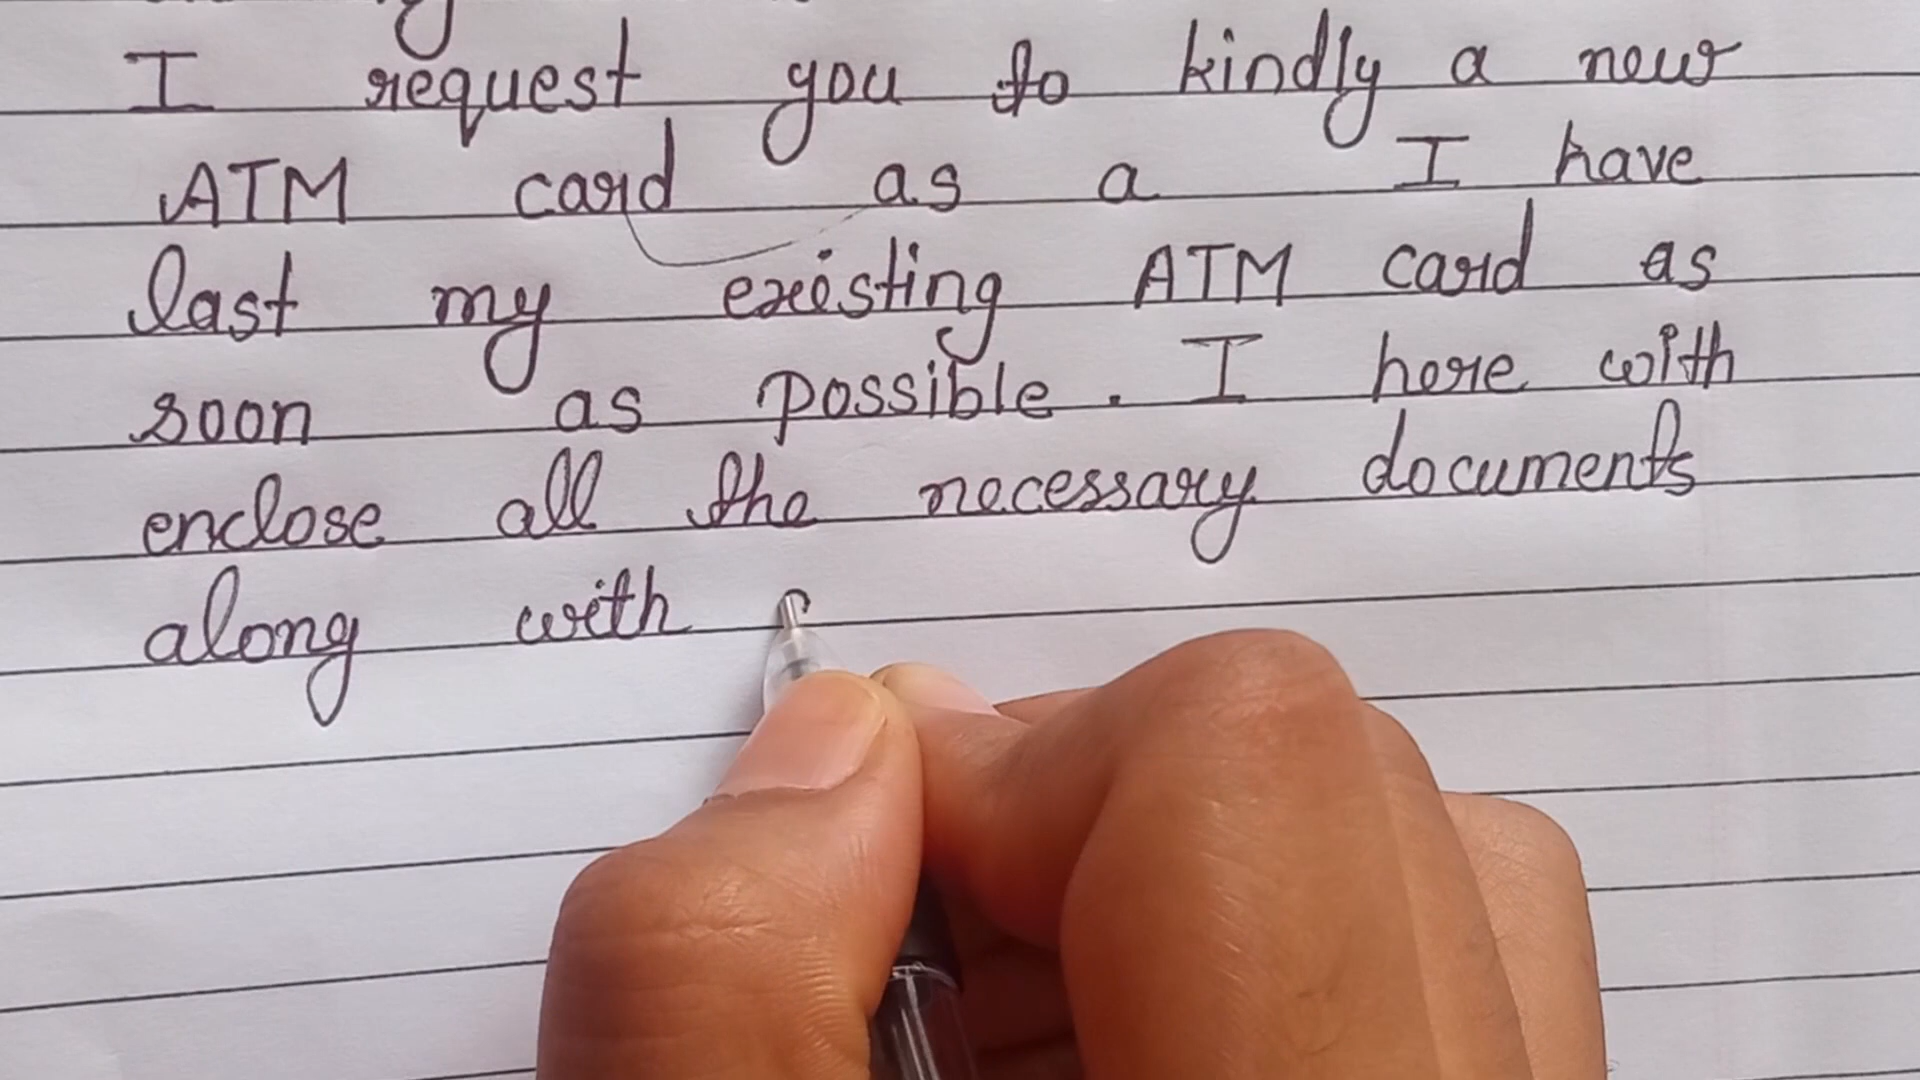 I request you to kindly a new
ATM card as a I have
last my existing ATM card as
soon as possible. I here with
enclose all the necessary documents
along with